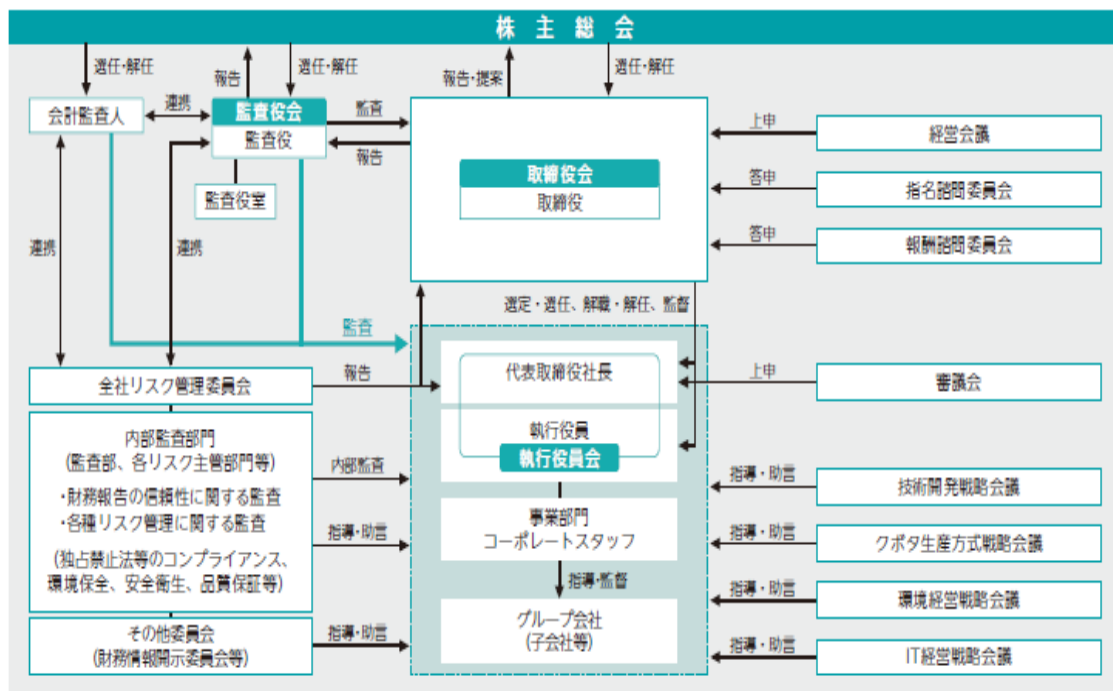 株主総会
選任・解任
報告
選任・解任
報告・提案
選任・解任
会計監査人
連携
監査役会
監査役
監査
報告
監査役室
取締役会
取締役
上申
経営会議
答申
指名諮問委員会
答申
報酬諮問委員会
連携
連携
選定・選任、解職・解任、監督
監査
全社リスク管理委員会
報告
代表取締役社長
上申
審議会
執行役員
執行役員会
内部監査部門
(監査部、各リスク主管部門等)
・財務報告の信頼性に関する監査
・各種リスク管理に関する監査
(独占禁止法等のコンプライアンス、
環境保全、安全衛生、品質保証等)
内部監査
指導・助言
事業部門
コーポレートスタッフ
指導・監督
グループ会社
(子会社等)
指導・助言
技術開発戦略会議
指導・助言
クボタ生産方式戦略会議
指導・助言
環境経営戦略会議
指導・助言
IT経営戦略会議
その他委員会
(財務情報開示委員会等)
指導・助言